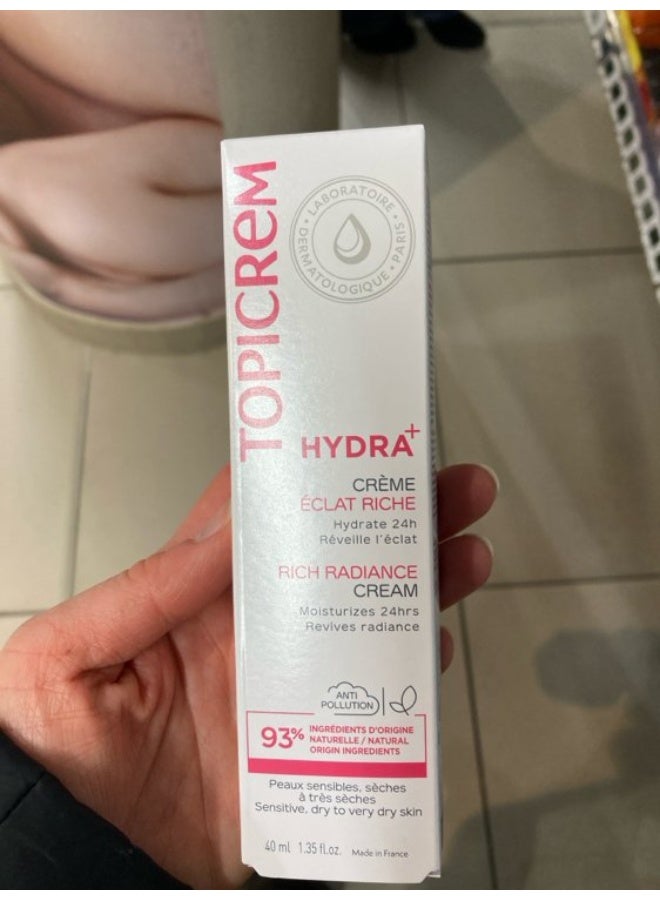 TOPICREM
LABORATOIRE
DERMATOLOGIQUE • PARIS
HYDRA+
CRÈME
ÉCLAT RICHE
Hydrate 24h
Réveille l'éclat
RICH RADIANCE
CREAM
Moisturizes 24hrs
Revives radiance
ANTI
POLLUTION
93% INGRÉDIENTS D'ORIGINE
NATURELLE / NATURAL
ORIGIN INGREDIENTS
Peaux sensibles, sèches
à très sèches
Sensitive, dry to very dry skin
40 ml 1.35 fl.oz. Made in France